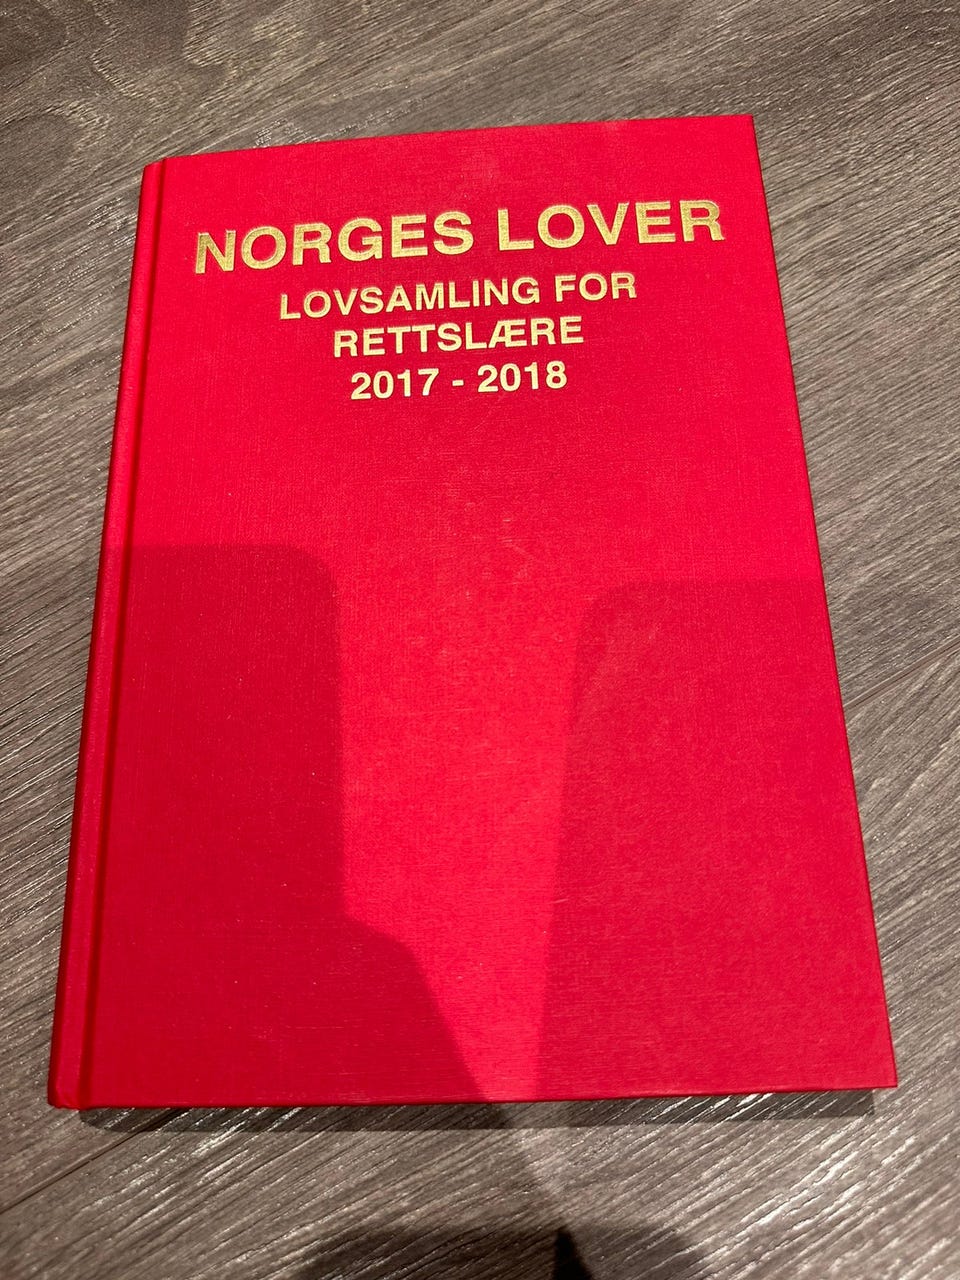 NORGES LOVER
LOVSAMLING FOR
RETTSLÆRE
2017 - 2018